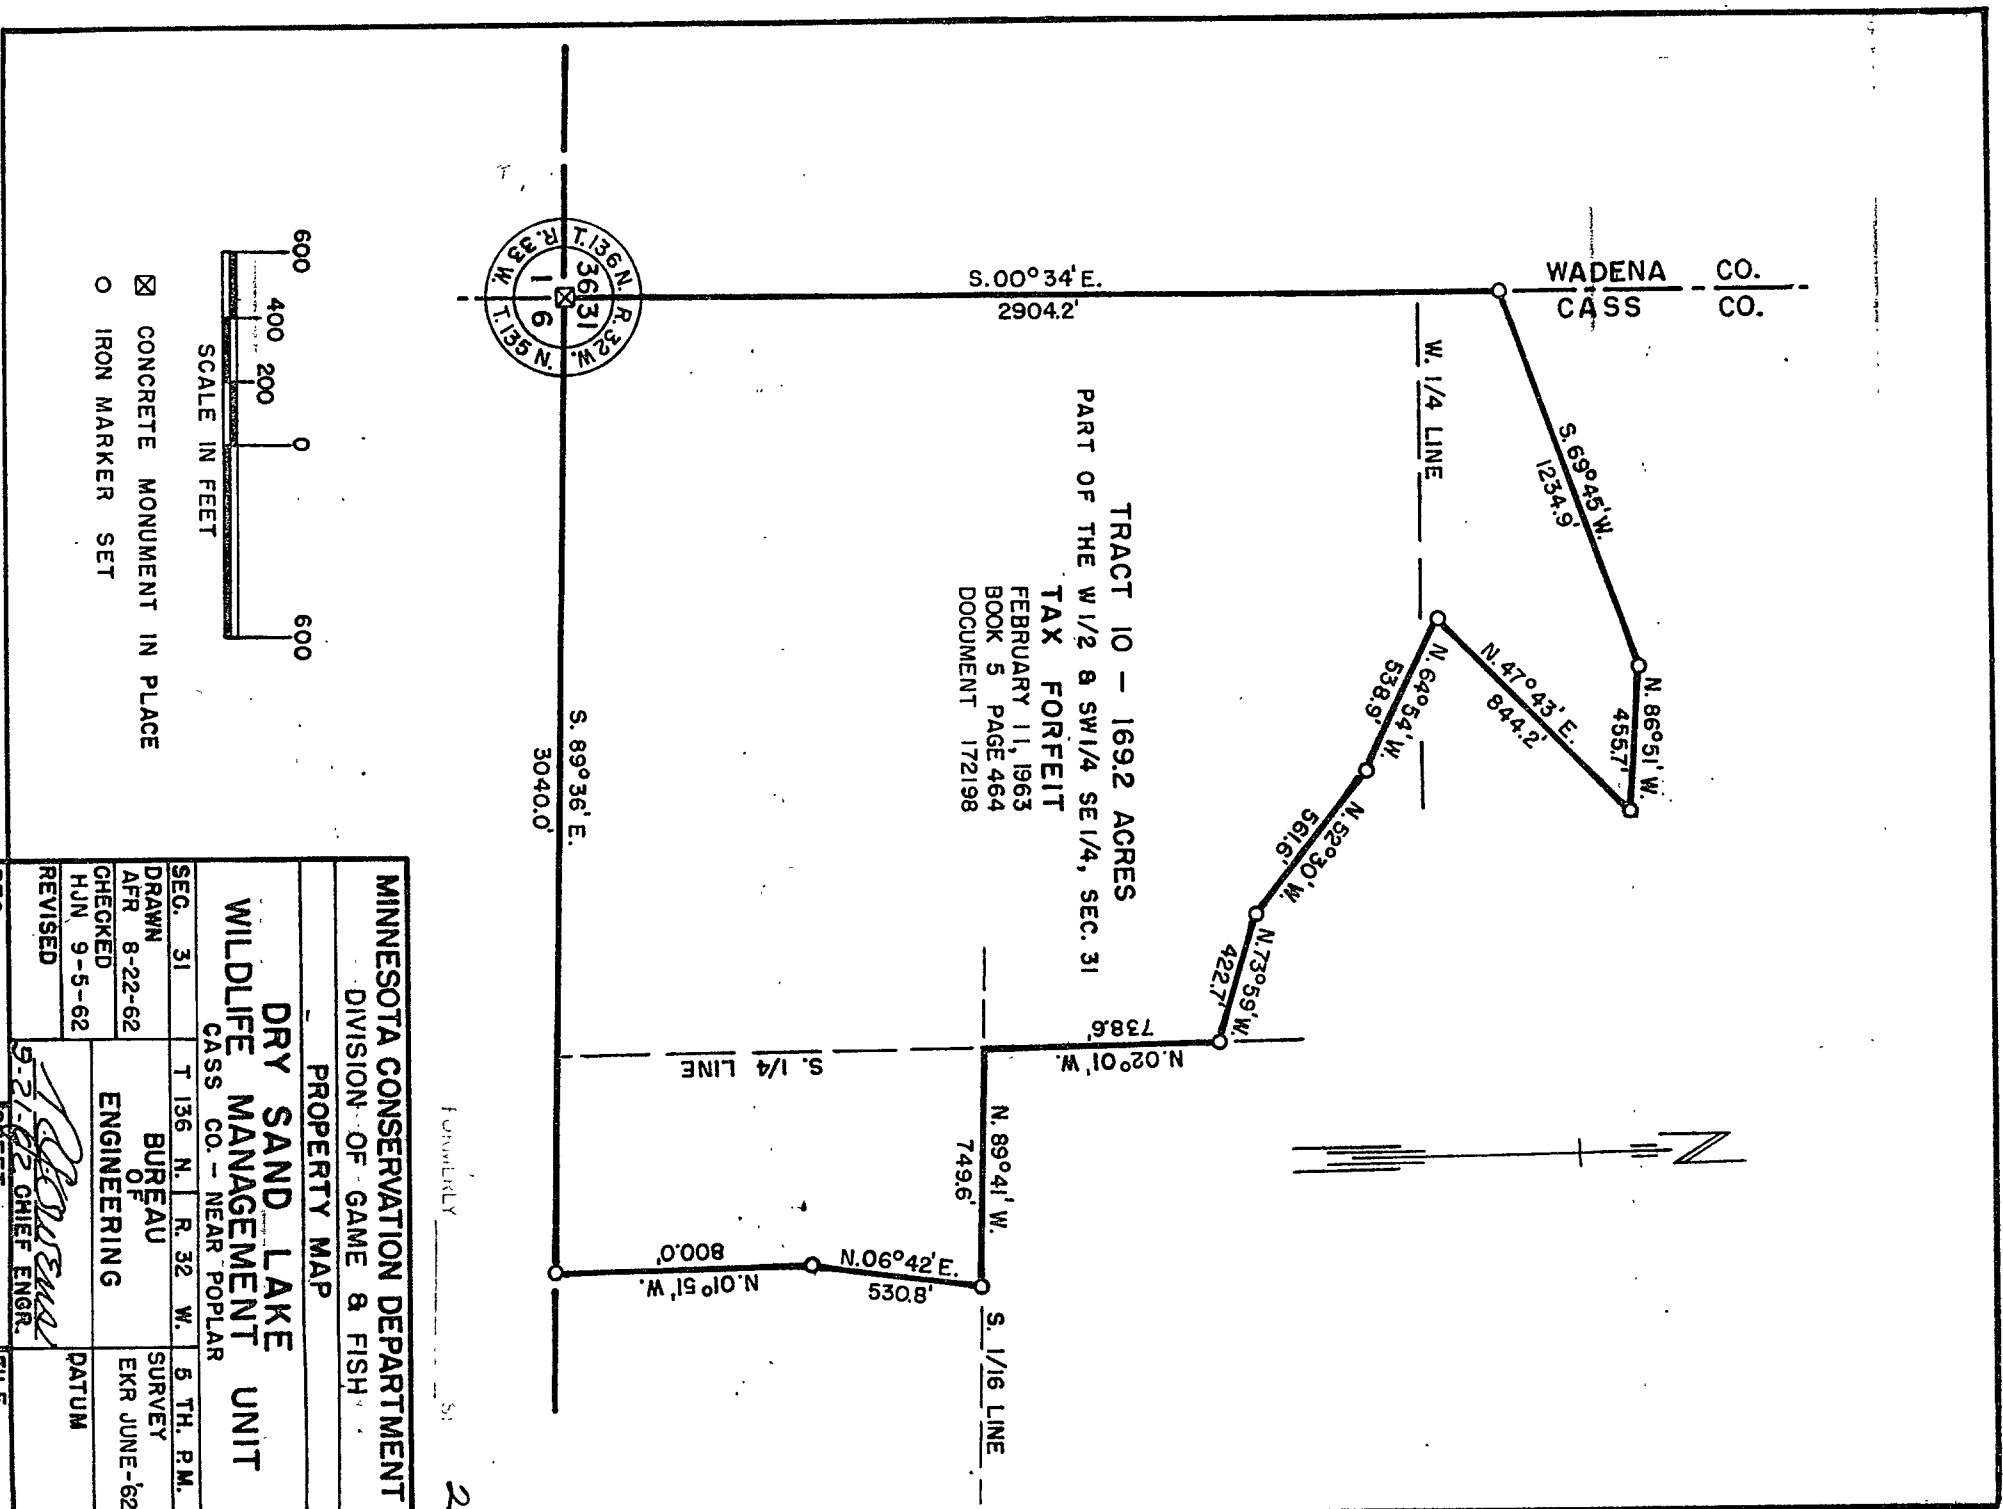 WADENA CO.
CASS CO.
S. 00° 34' E.
2904.2'
S. 69° 45' W.
1234.9'
N. 86° 51' W.
455.7'
N. 47° 43' E.
844.2'
W. 1/4 LINE
N. 64° 54' W.
538.9'
N. 52° 30' W.
561.6'
N. 73° 59' W.
422.7'
N. 02° 01' W.
738.6'
N. 89° 41' W.
749.6'
S. 1/16 LINE
N. 06° 42' E.
530.8'
N. 01° 51' W.
800.0'
S. 1/4 LINE
S. 89° 36' E.
3040.0'
TRACT 10 – 169.2 ACRES
PART OF THE W 1/2 & SW 1/4 SE 1/4, SEC. 31
TAX FORFEIT
FEBRUARY 11, 1963
BOOK 5 PAGE 464
DOCUMENT 172198
T. 136 N. R. 32 W.
R. 33 W. T. 135 N.
36 31
1 6
N
600 400 200 0 600
SCALE IN FEET
CONCRETE MONUMENT IN PLACE
IRON MARKER SET
FORMERLY
2
MINNESOTA CONSERVATION DEPARTMENT
DIVISION OF GAME & FISH
PROPERTY MAP
DRY SAND LAKE
WILDLIFE MANAGEMENT UNIT
CASS CO. – NEAR POPLAR
SEC. 31 T 136 N. R. 32 W. 5 TH. P.M.
DRAWN
AFR 8-22-62
CHECKED
HJN 9-5-62
REVISED
BUREAU
OF
ENGINEERING
9-21-62 CHIEF ENGR.
SURVEY
EKR JUNE-'62
DATUM